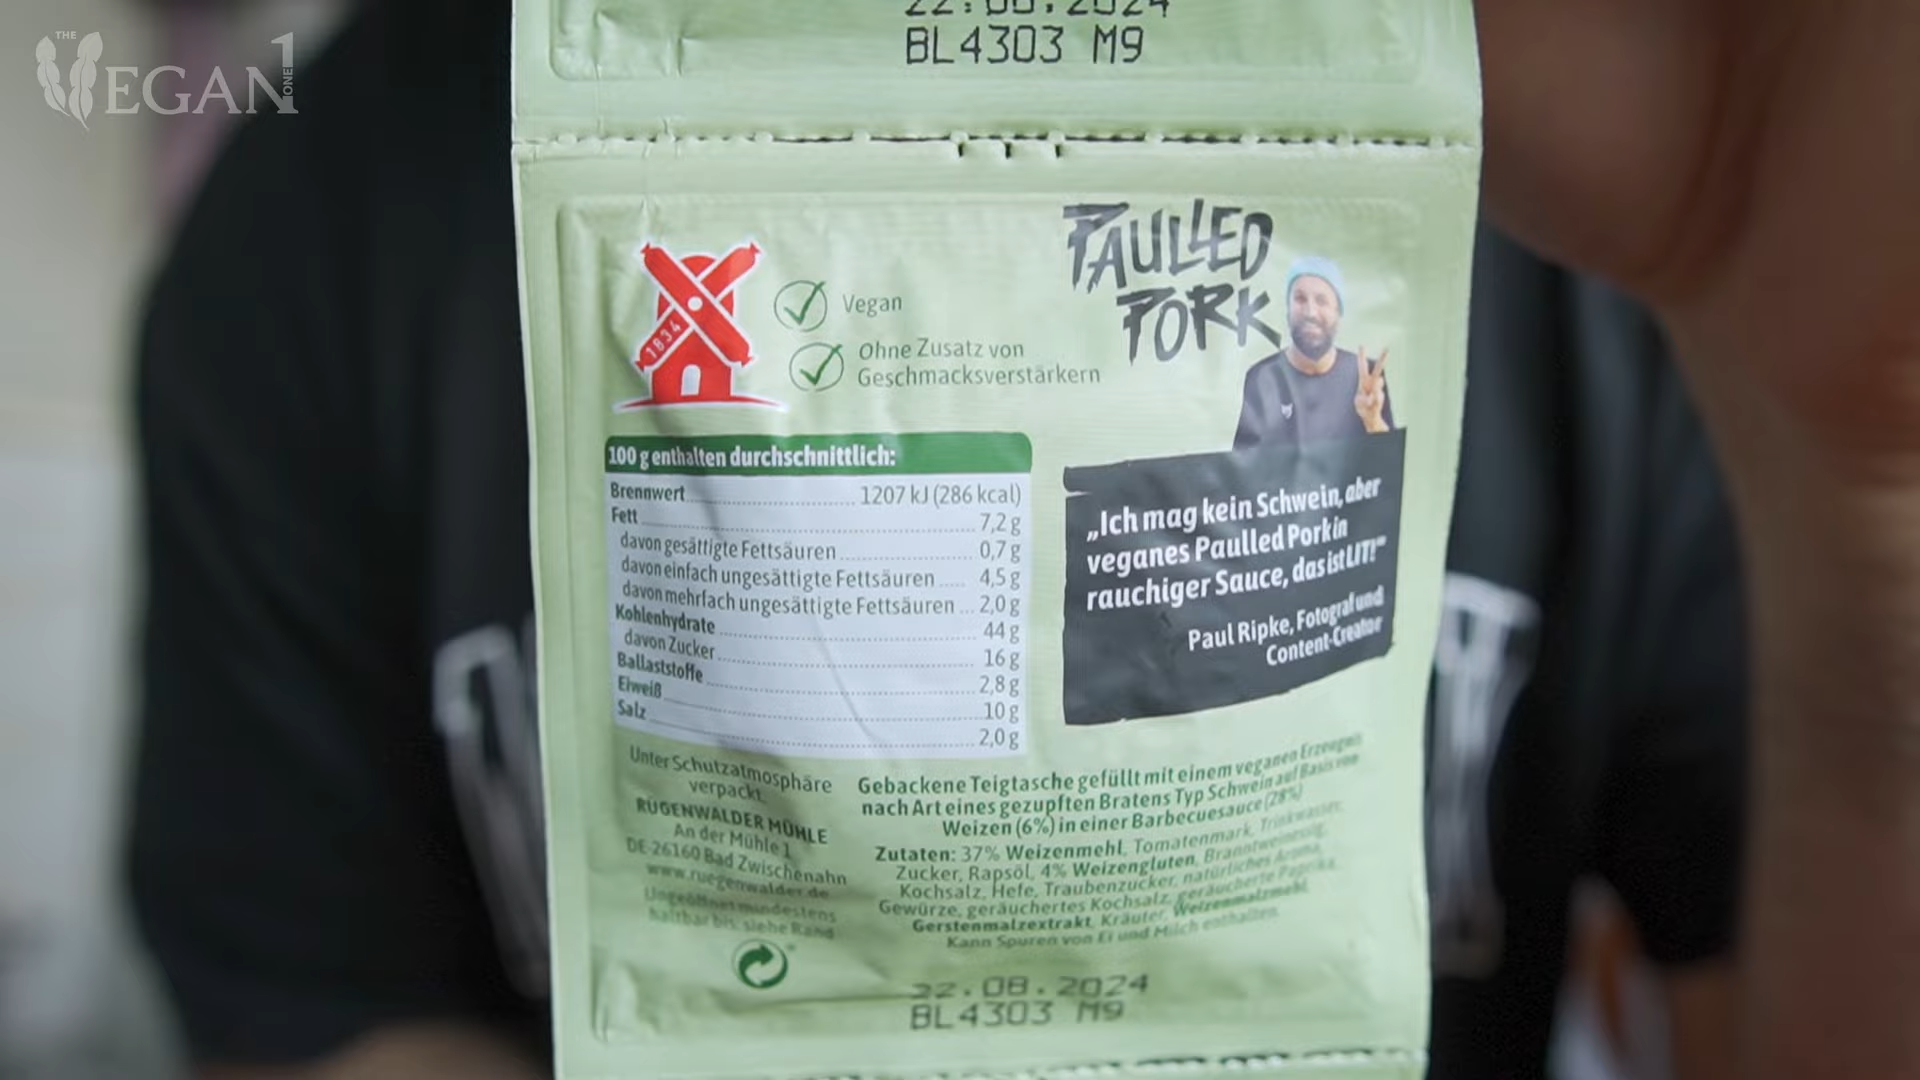 THE VEGAN ONE 1
22.08.2024
BL4303 M9
PAULLED
PORK
1834
Vegan
Ohne Zusatz von
Geschmacksverstärkern
100 g enthalten durchschnittlich:
Brennwert 1207 kJ (286 kcal)
Fett 7,2 g
davon gesättigte Fettsäuren 0,7 g
davon einfach ungesättigte Fettsäuren 4,5 g
davon mehrfach ungesättigte Fettsäuren 2,0 g
Kohlenhydrate 44 g
davon Zucker 16 g
Ballaststoffe 2,8 g
Eiweiß 10 g
Salz 2,0 g
„Ich mag kein Schwein, aber
veganes Paulled Pork in
rauchiger Sauce, das ist LIT!“
Paul Ripke, Fotograf und
Content-Creator
Unter Schutzatmosphäre
verpackt.
RÜGENWALDER MÜHLE
An der Mühle 1
DE-26160 Bad Zwischenahn
www.ruegenwalder.de
Ungeöffnet mindestens
haltbar bis: siehe Rand
Gebackene Teigtasche gefüllt mit einem veganen Erzeugnis
nach Art eines gezupften Bratens Typ Schwein auf Basis von
Weizen (6%) in einer Barbecuesauce (28%)
Zutaten: 37% Weizenmehl, Tomatenmark, Trinkwasser,
Zucker, Rapsöl, 4% Weizengluten, Branntweinessig,
Kochsalz, Hefe, Traubenzucker, natürliches Aroma,
Gewürze, geräuchertes Kochsalz, geräucherte Paprika,
Gerstenmalzextrakt, Kräuter, Weizenmalzmehl.
Kann Spuren von Ei und Milch enthalten.
22.08.2024
BL4303 M9